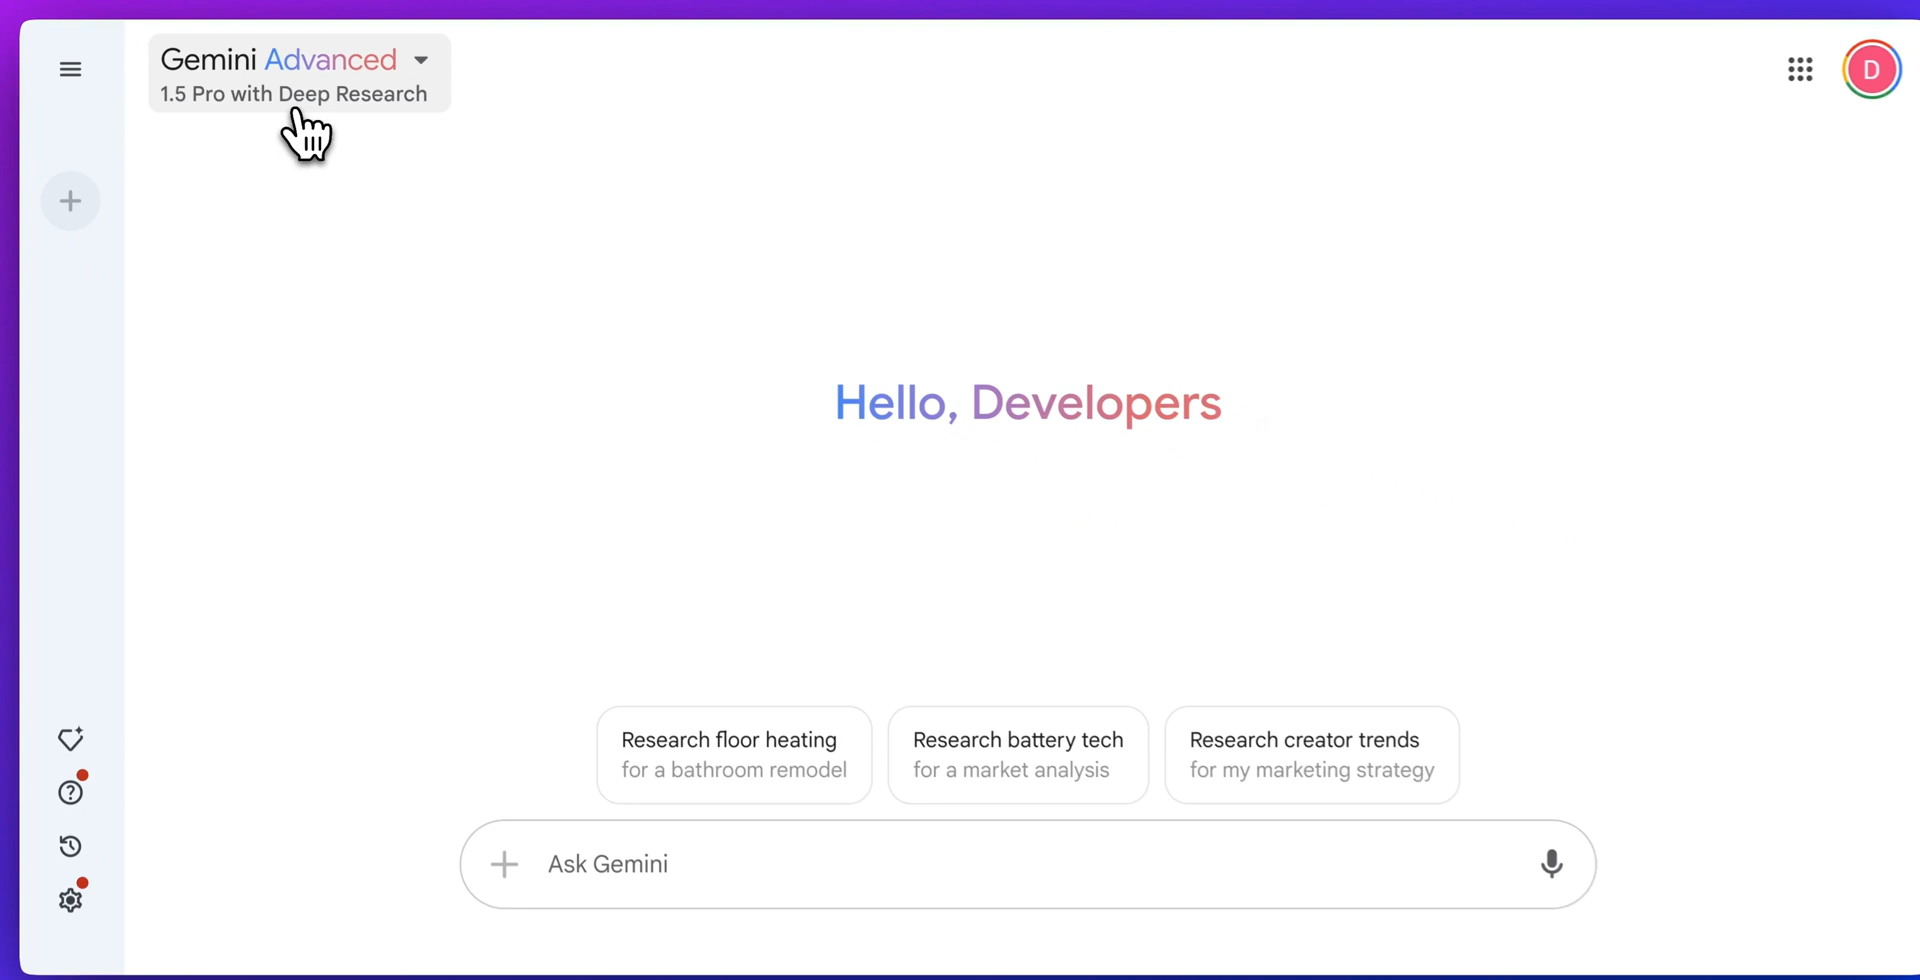 Gemini Advanced
1.5 Pro with Deep Research
D
Hello, Developers
Research floor heating
for a bathroom remodel
Research battery tech
for a market analysis
Research creator trends
for my marketing strategy
Ask Gemini